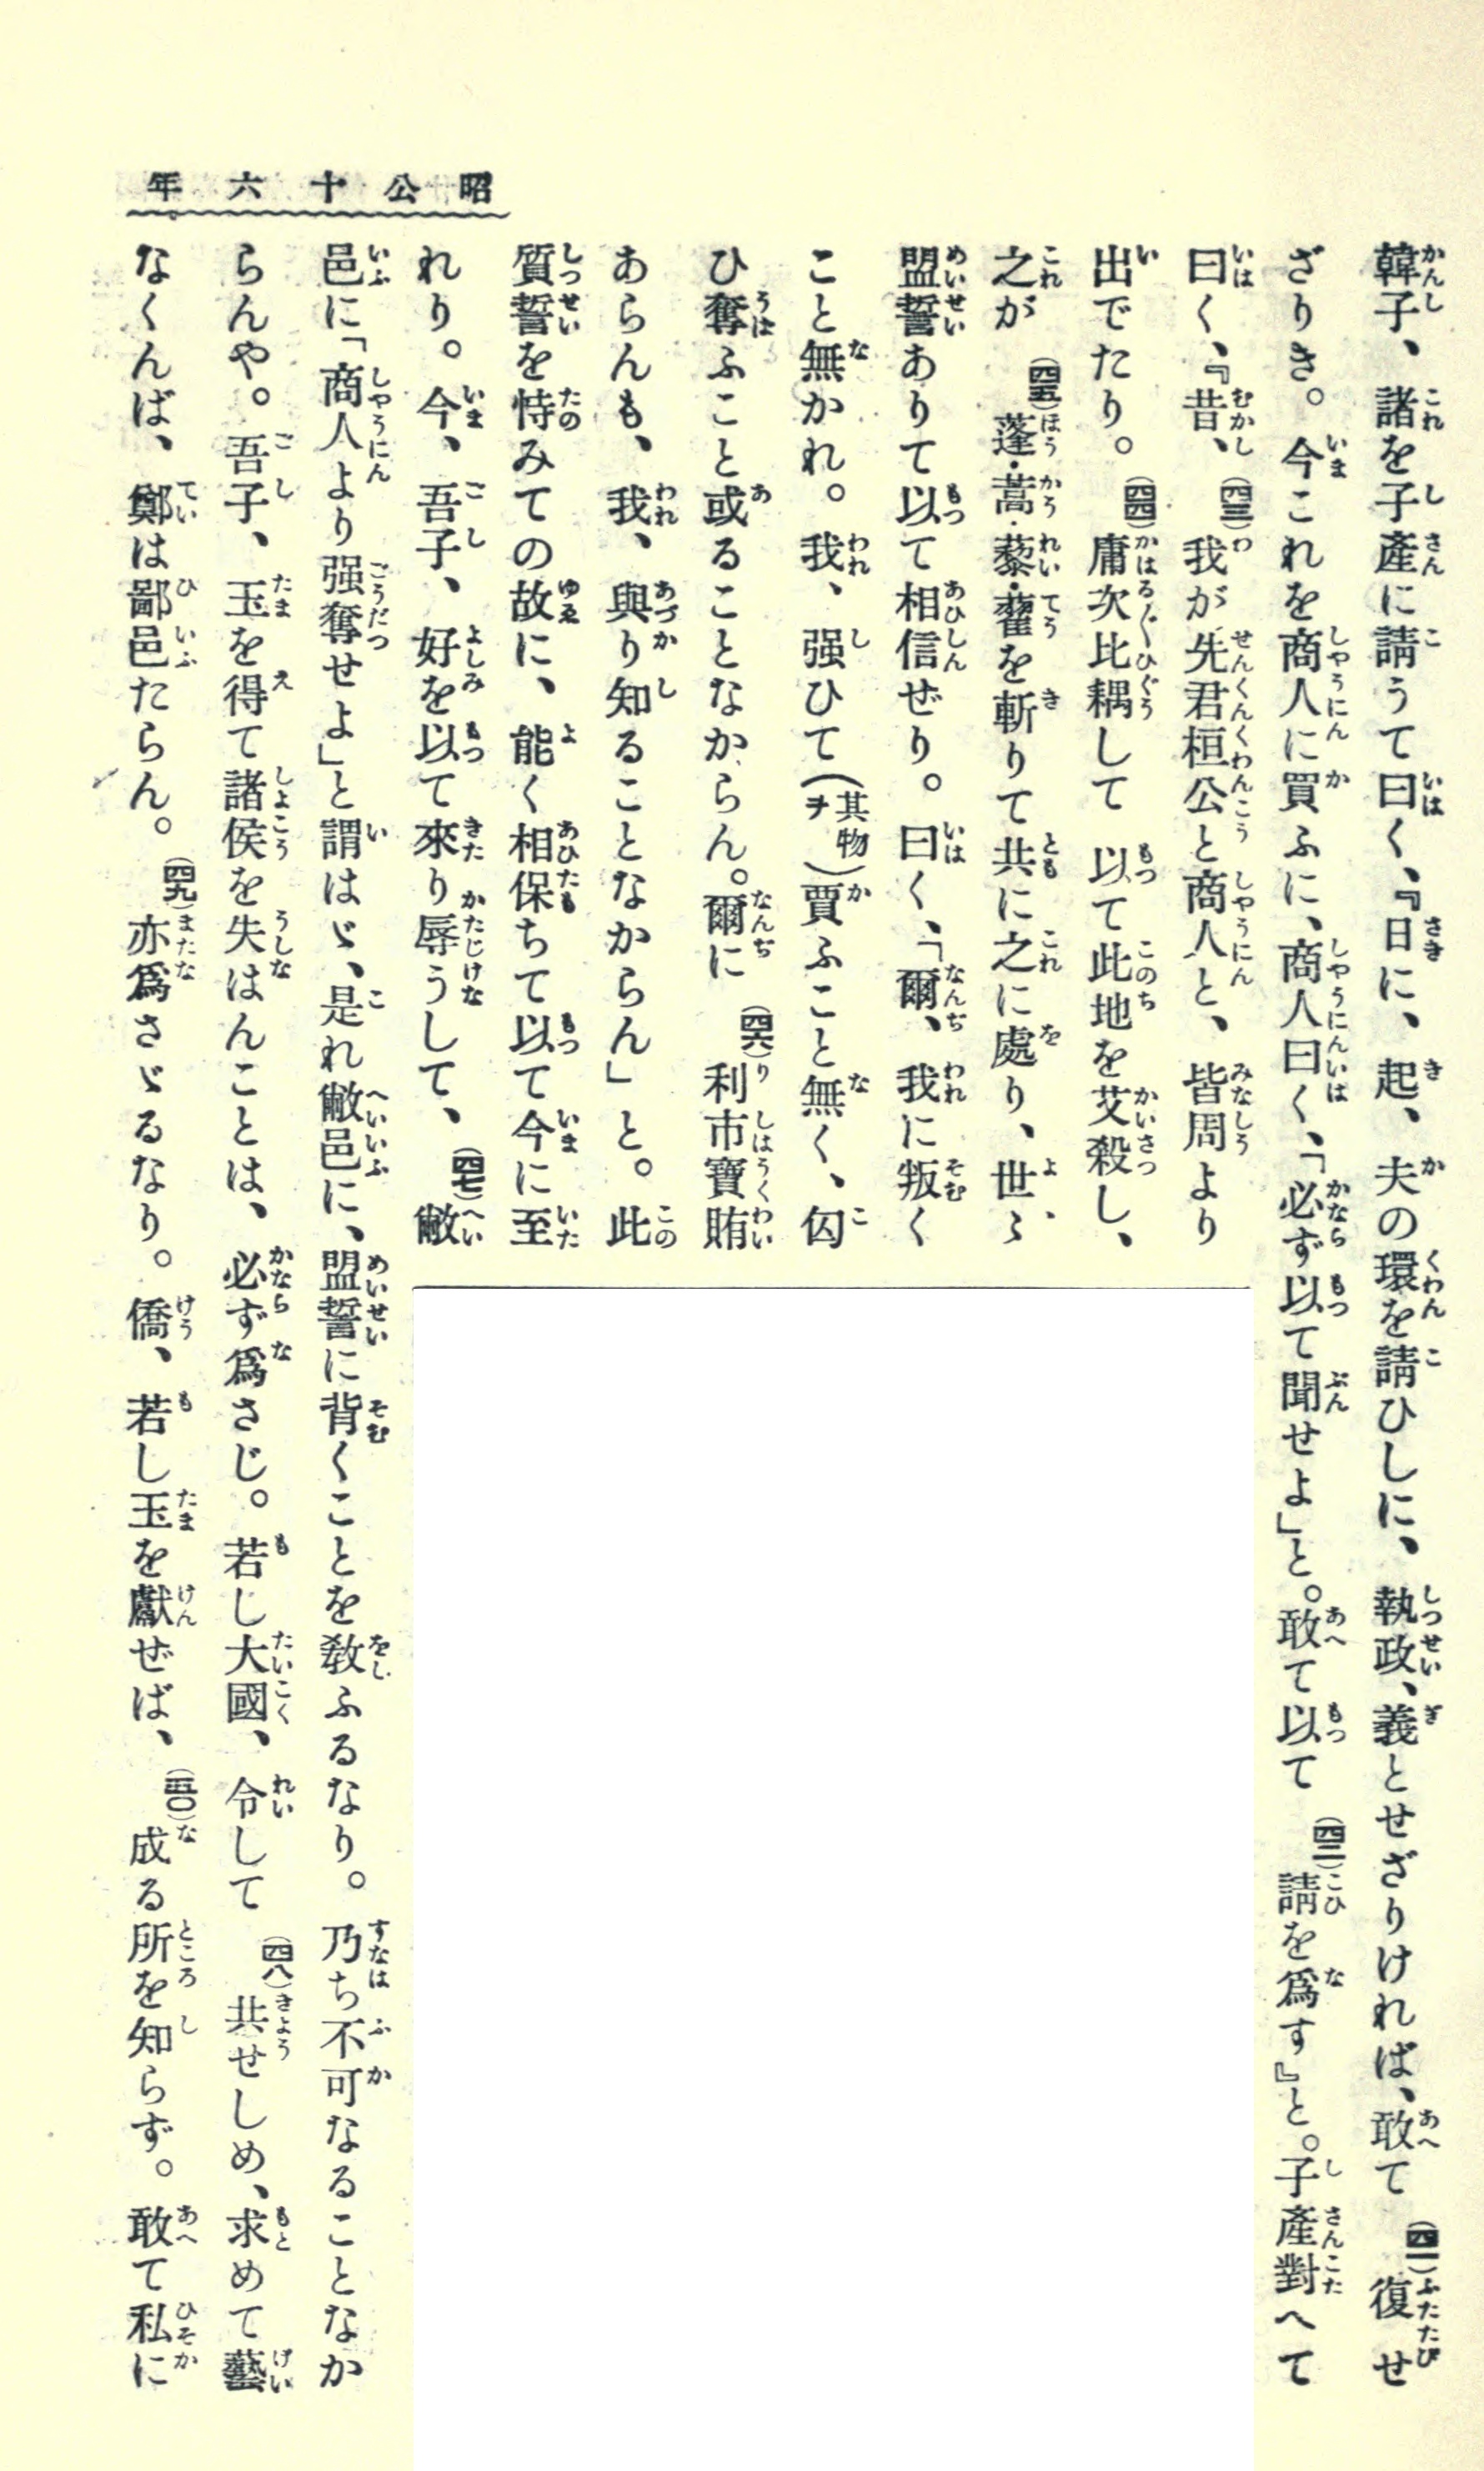 昭公十六年
韓子、諸を子產に請うて曰く、『日に、起、夫の環を請ひしに、執政、義とせざりければ、敢て(四一)復せ
ざりき。今これを商人に買ふに、商人曰く、「必ず以て聞せよ」と。敢て以て(四二)請を爲す』と。子產對へて
曰く、『昔、(四三)我が先君桓公と商人と、皆周より
出でたり。(四四)庸次比耦して以て此地を艾殺し、
之が(四五)蓬・蒿・藜・藋を斬りて共に之に處り、世〻
盟誓ありて以て相信ぜり。曰く、「爾、我に叛く
こと無かれ。我、强ひて(其物ヲ)賈ふこと無く、匃
ひ奪ふこと或ることなからん。爾に(四六)利市寶賄
あらんも、我、與り知ることなからん」と。此
質誓を恃みての故に、能く相保ちて以て今に至
れり。今、吾子、好を以て來り辱うして、(四七)敝
邑に「商人より强奪せよ」と謂はゞ、是れ敝邑に、盟誓に背くことを敎ふるなり。乃ち不可なることなか
らんや。吾子、玉を得て諸侯を失はんことは、必ず爲さじ。若し大國、令して(四八)共せしめ、求めて藝
なくんば、鄭は鄙邑たらん。(四九)亦爲さゞるなり。僑、若し玉を獻ぜば、(五〇)成る所を知らず。敢て私に